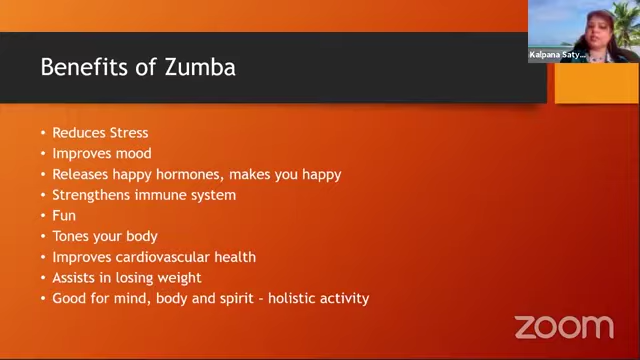 Kalpana Saty...
Benefits of Zumba
• Reduces Stress
• Improves mood
• Releases happy hormones, makes you happy
• Strengthens immune system
• Fun
• Tones your body
• Improves cardiovascular health
• Assists in losing weight
• Good for mind, body and spirit – holistic activity
zoom